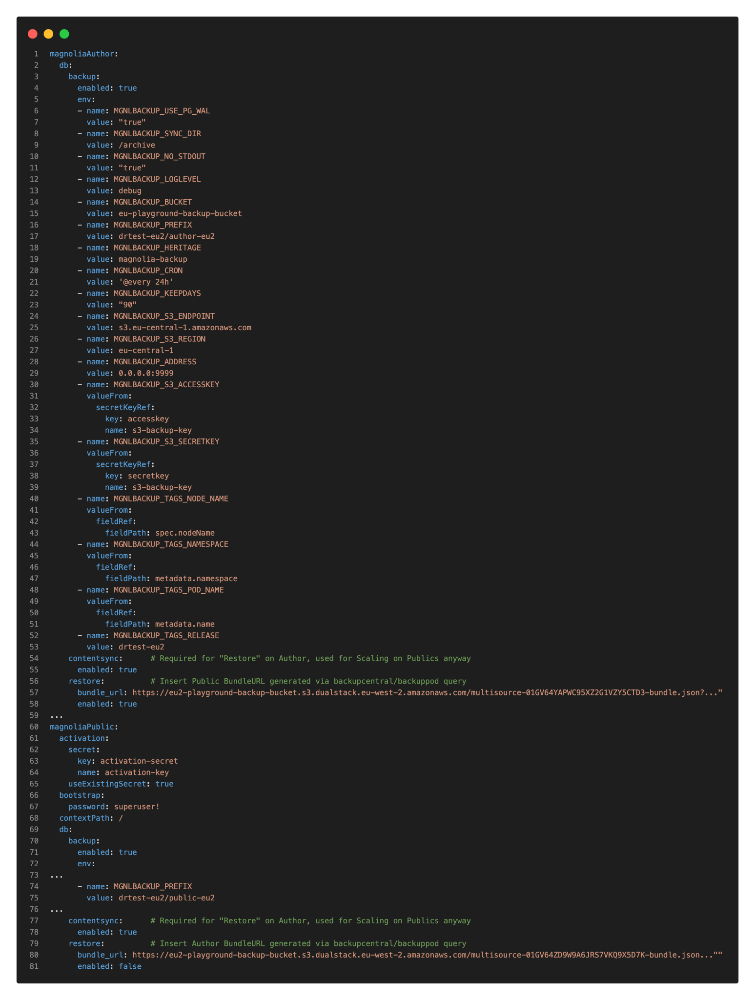 1 magnoliaAuthor:
2   db:
3     backup:
4       enabled: true
5       env:
6       - name: MGNLBACKUP_USE_PG_WAL
7         value: "true"
8       - name: MGNLBACKUP_SYNC_DIR
9         value: /archive
10       - name: MGNLBACKUP_NO_STDOUT
11         value: "true"
12       - name: MGNLBACKUP_LOGLEVEL
13         value: debug
14       - name: MGNLBACKUP_BUCKET
15         value: eu-playground-backup-bucket
16       - name: MGNLBACKUP_PREFIX
17         value: drtest-eu2/author-eu2
18       - name: MGNLBACKUP_HERITAGE
19         value: magnolia-backup
20       - name: MGNLBACKUP_CRON
21         value: '@every 24h'
22       - name: MGNLBACKUP_KEEPDAYS
23         value: "90"
24       - name: MGNLBACKUP_S3_ENDPOINT
25         value: s3.eu-central-1.amazonaws.com
26       - name: MGNLBACKUP_S3_REGION
27         value: eu-central-1
28       - name: MGNLBACKUP_ADDRESS
29         value: 0.0.0.0:9999
30       - name: MGNLBACKUP_S3_ACCESSKEY
31         valueFrom:
32           secretKeyRef:
33             key: accesskey
34             name: s3-backup-key
35       - name: MGNLBACKUP_S3_SECRETKEY
36         valueFrom:
37           secretKeyRef:
38             key: secretkey
39             name: s3-backup-key
40       - name: MGNLBACKUP_TAGS_NODE_NAME
41         valueFrom:
42           fieldRef:
43             fieldPath: spec.nodeName
44       - name: MGNLBACKUP_TAGS_NAMESPACE
45         valueFrom:
46           fieldRef:
47             fieldPath: metadata.namespace
48       - name: MGNLBACKUP_TAGS_POD_NAME
49         valueFrom:
50           fieldRef:
51             fieldPath: metadata.name
52       - name: MGNLBACKUP_TAGS_RELEASE
53         value: drtest-eu2
54     contentsync:      # Required for "Restore" on Author, used for Scaling on Publics anyway
55       enabled: true
56     restore:          # Insert Public BundleURL generated via backupcentral/backuppod query
57       bundle_url: https://eu2-playground-backup-bucket.s3.dualstack.eu-west-2.amazonaws.com/multisource-01GV64YAPWC95XZ2G1VZY5CTD3-bundle.json?..."
58       enabled: true
59 ...
60 magnoliaPublic:
61   activation:
62     secret:
63       key: activation-secret
64       name: activation-key
65     useExistingSecret: true
66   bootstrap:
67     password: superuser!
68   contextPath: /
69   db:
70     backup:
71       enabled: true
72       env:
73 ...
74       - name: MGNLBACKUP_PREFIX
75         value: drtest-eu2/public-eu2
76 ...
77     contentsync:      # Required for "Restore" on Author, used for Scaling on Publics anyway
78       enabled: true
79     restore:          # Insert Author BundleURL generated via backupcentral/backuppod query
80       bundle_url: https://eu2-playground-backup-bucket.s3.dualstack.eu-west-2.amazonaws.com/multisource-01GV64ZD9W9A6JRS7VKQ9X5D7K-bundle.json...""
81       enabled: false